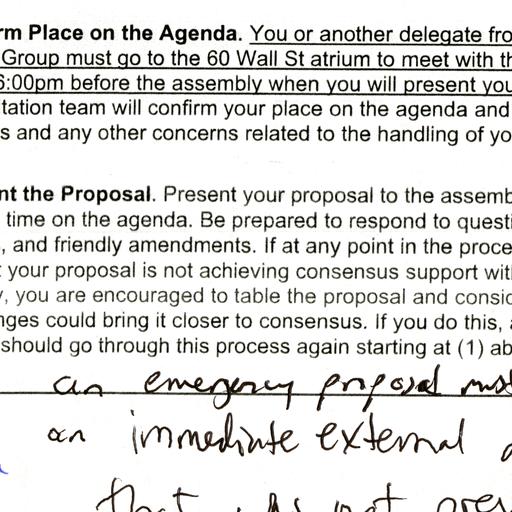 rm Place on the Agenda. You or another delegate fro
Group must go to the 60 Wall St atrium to meet with th
6:00pm before the assembly when you will present you
tation team will confirm your place on the agenda and
s and any other concerns related to the handling of yo
nt the Proposal. Present your proposal to the assemb
time on the agenda. Be prepared to respond to questi
, and friendly amendments. If at any point in the proce
your proposal is not achieving consensus support wit
, you are encouraged to table the proposal and consid
nges could bring it closer to consensus. If you do this, a
should go through this process again starting at (1) ab
an emergency proposal must
an immediate external
that was not